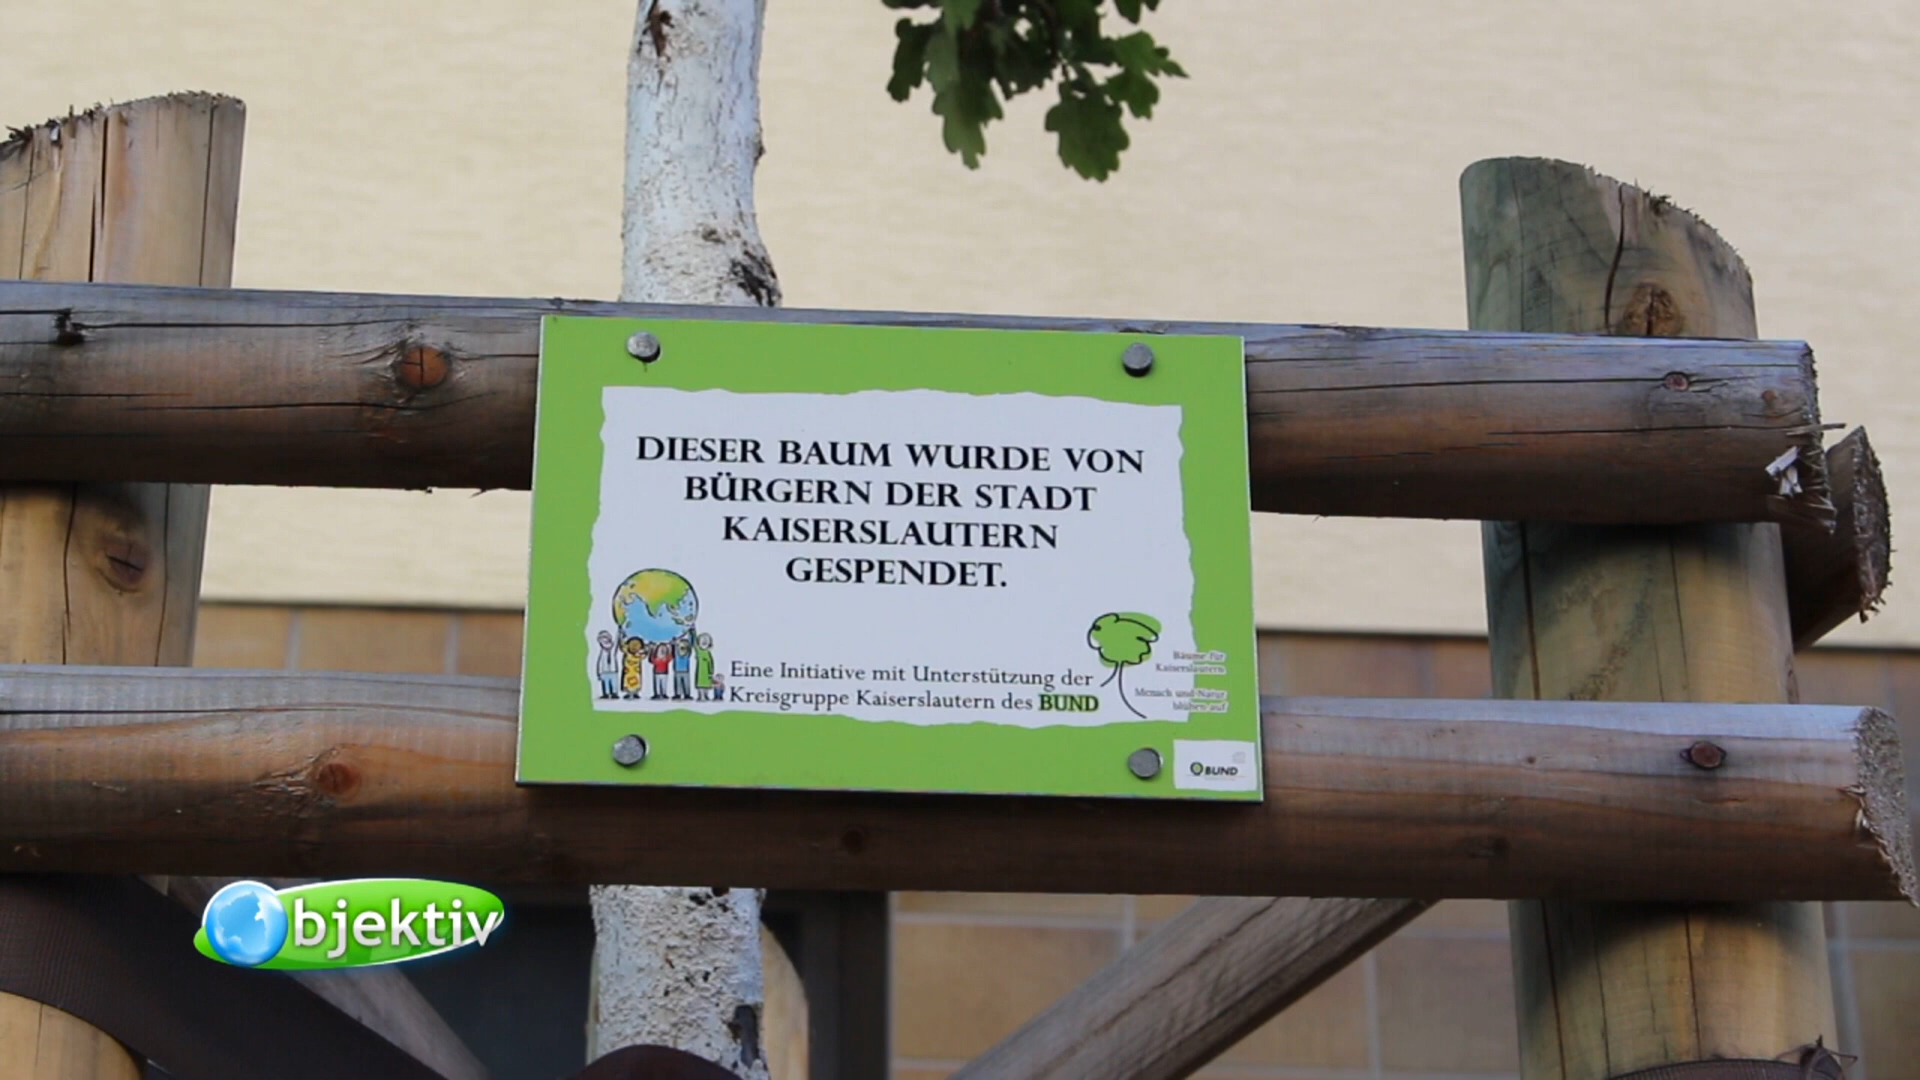 DIESER BAUM WURDE VON
BÜRGERN DER STADT
KAISERSLAUTERN
GESPENDET.
Eine Initiative mit Unterstützung der
Kreisgruppe Kaiserslautern des BUND
Bäume für
Kaiserslautern
Mensch und Natur
blühen auf
BUND
bjektiv